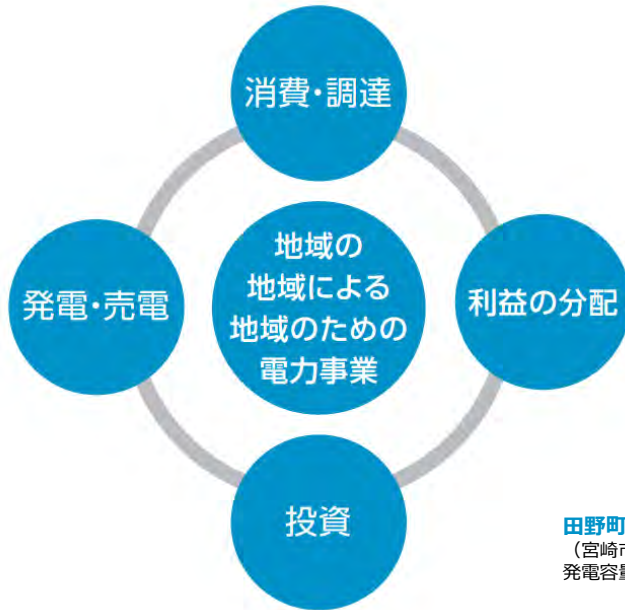 消費・調達
発電・売電
地域の
地域による
地域のための
電力事業
利益の分配
投資
田野町
（宮崎市
発電容量